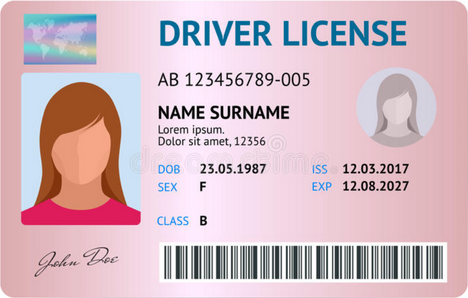 DRIVER LICENSE
AB 123456789-005
NAME SURNAME
Lorem ipsum.
Dolor sit amet, 12356
DOB 23.05.1987 ISS 12.03.2017
SEX F EXP 12.08.2027
CLASS B
John Doe
dreamstime